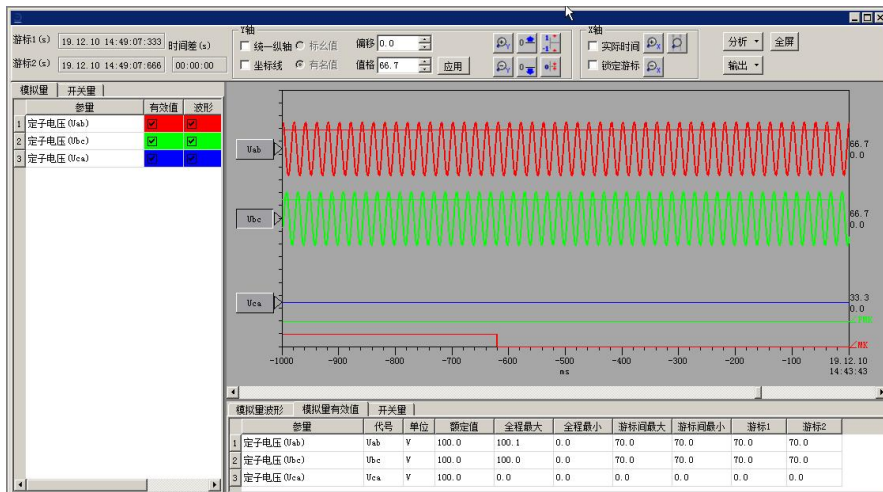 Y轴
X轴
游标1(s) 19.12.10 14:49:07:333 时间差(s) 统一纵轴 标幺值 偏移 0.0 实际时间 分析 全屏
游标2(s) 19.12.10 14:49:07:666 00:00:00 坐标线 有名值 值格 66.7 应用 锁定游标 输出
模拟量 开关量
参量 有效值 波形
1 定子电压(Uab)
2 定子电压(Ubc)
3 定子电压(Uca)
Uab 66.7
0.0
Ubc 66.7
0.0
Uca 33.3
0.0
-1000 -900 -800 -700 -600 -500 -400 -300 -200 -100 19.12.10
ms 14:43:43
模拟量波形 模拟量有效值 开关量
参量 代号 单位 额定值 全程最大 全程最小 游标间最大 游标间最小 游标1 游标2
1 定子电压(Uab) Uab V 100.0 100.1 0.0 70.0 70.0 70.0 70.0
2 定子电压(Ubc) Ubc V 100.0 100.0 0.0 70.0 70.0 70.0 70.0
3 定子电压(Uca) Uca V 100.0 0.0 0.0 0.0 0.0 0.0 0.0